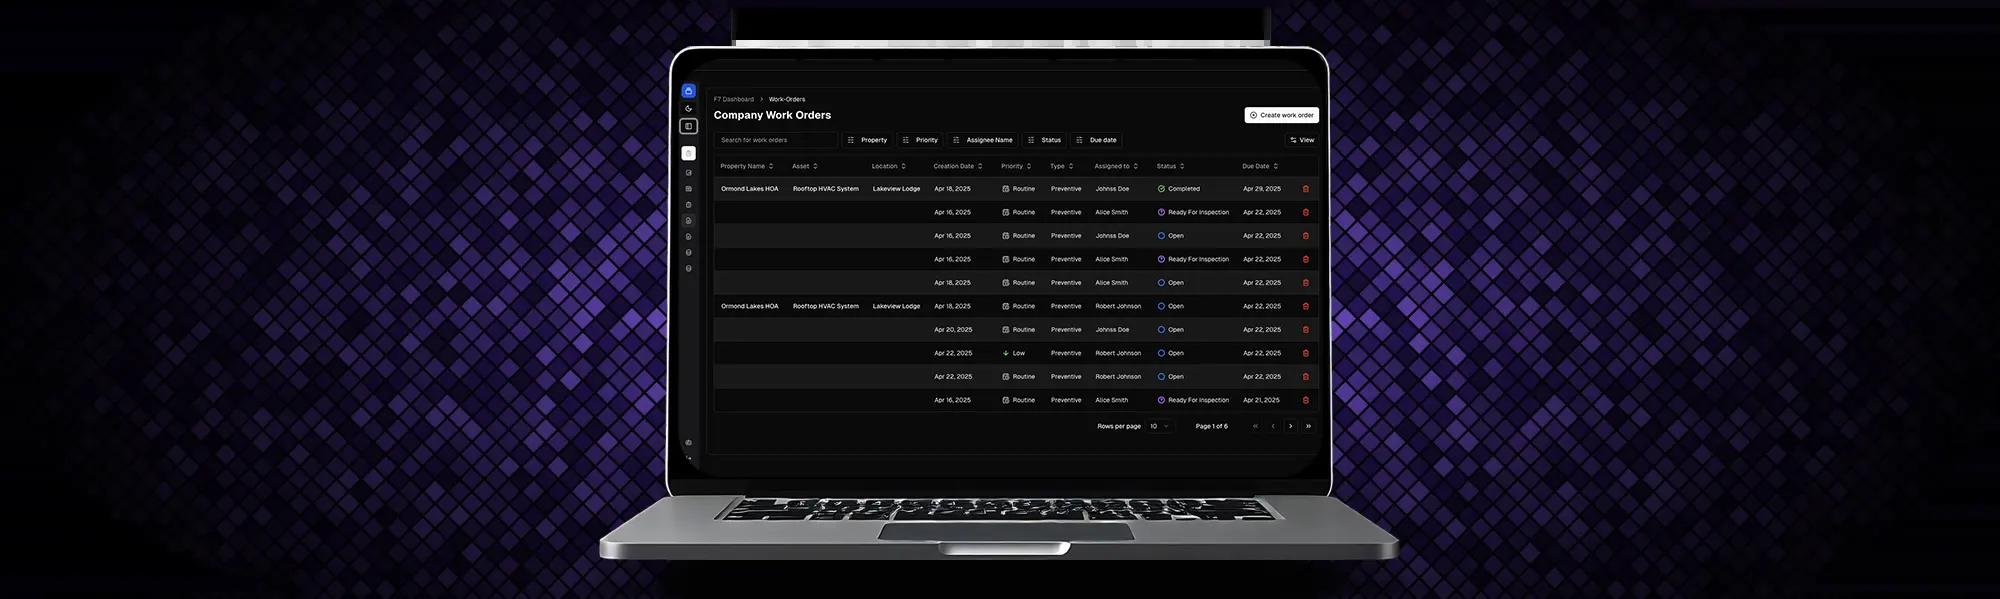 F7 Dashboard > Work-Orders
Company Work Orders
Create work order
Search for work orders Property Priority Assignee Name Status Due date View
Property Name Asset Location Creation Date Priority Type Assigned to Status Due Date
Ormond Lakes HOA Rooftop HVAC System Lakeview Lodge Apr 18, 2025 Routine Preventive Johnss Doe Completed Apr 29, 2025
Apr 16, 2025 Routine Preventive Alice Smith Ready For Inspection Apr 22, 2025
Apr 16, 2025 Routine Preventive Johnss Doe Open Apr 22, 2025
Apr 16, 2025 Routine Preventive Alice Smith Ready For Inspection Apr 22, 2025
Apr 18, 2025 Routine Preventive Alice Smith Open Apr 22, 2025
Ormond Lakes HOA Rooftop HVAC System Lakeview Lodge Apr 18, 2025 Routine Preventive Robert Johnson Open Apr 22, 2025
Apr 20, 2025 Routine Preventive Johnss Doe Open Apr 22, 2025
Apr 22, 2025 Low Preventive Robert Johnson Open Apr 22, 2025
Apr 22, 2025 Routine Preventive Robert Johnson Open Apr 22, 2025
Apr 16, 2025 Routine Preventive Alice Smith Ready For Inspection Apr 21, 2025
Rows per page 10 Page 1 of 6 « ‹ › »